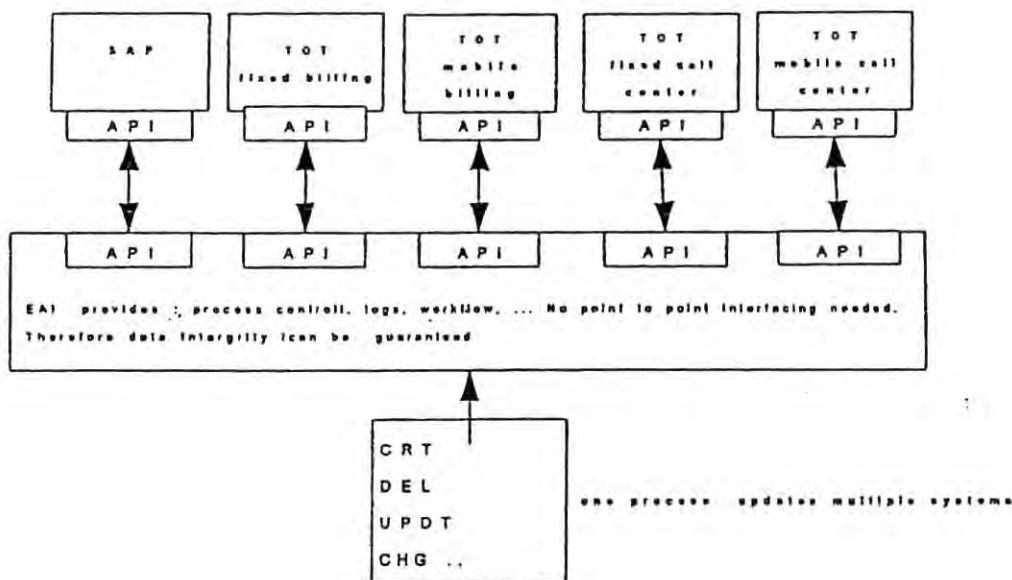 SAP
TOT
fixed billing
TOT
mobile
billing
TOT
fixed call
center
TOT
mobile call
center
API
API
API
API
API
API
API
API
API
API
EAI provides : process controll, logs, workflow, ... No point to point interfacing needed.
Therefore data intergrity ican be guaranteed
CRT
DEL
UPDT
CHG ..
one process updates multiple systems